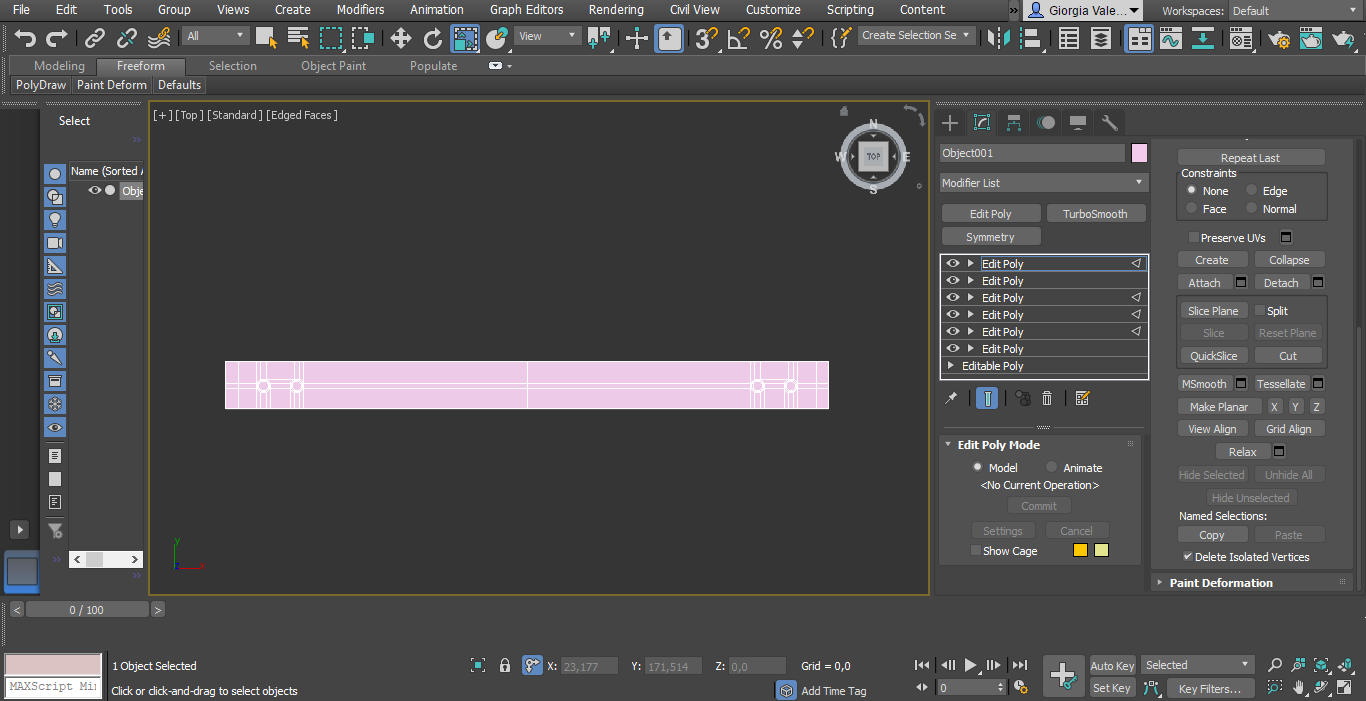 File Edit Tools Group Views Create Modifiers Animation Graph Editors Rendering Civil View Customize Scripting Content » Giorgia Vale... Workspaces: Default
All View Create Selection Se
Modeling Freeform Selection Object Paint Populate
PolyDraw Paint Deform Defaults
Select
Name (Sorted A
Obje
[+] [Top] [Standard] [Edged Faces]
N
W TOP E
S
y
0 / 100
MAXScript Mi
1 Object Selected
Click or click-and-drag to select objects
X: 23,177 Y: 171,514 Z: 0,0 Grid = 0,0
Add Time Tag
0
Auto Key Selected
Set Key Key Filters...
Object001
Modifier List
Edit Poly TurboSmooth
Symmetry
Edit Poly
Edit Poly
Edit Poly
Edit Poly
Edit Poly
Edit Poly
Editable Poly
Edit Poly Mode
Model Animate
<No Current Operation>
Commit
Settings Cancel
Show Cage
Repeat Last
Constraints
None Edge
Face Normal
Preserve UVs
Create Collapse
Attach Detach
Slice Plane Split
Slice Reset Plane
QuickSlice Cut
MSmooth Tessellate
Make Planar X Y Z
View Align Grid Align
Relax
Hide Selected Unhide All
Hide Unselected
Named Selections:
Copy Paste
Delete Isolated Vertices
Paint Deformation